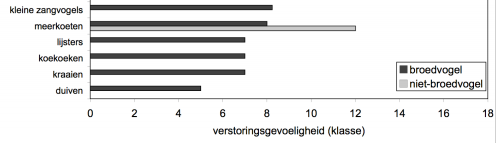 kleine zangvogels
meerkoeten
lijsters
koekoeken
kraaien
duiven
broedvogel
niet-broedvogel
0 2 4 6 8 10 12 14 16 18
verstoringsgevoeligheid (klasse)